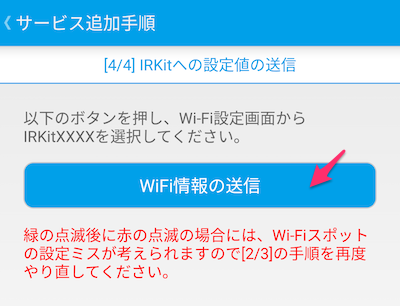 〈 サービス追加手順
[4/4] IRKitへの設定値の送信
以下のボタンを押し、Wi-Fi設定画面から
IRKitXXXXを選択してください。
WiFi情報の送信
緑の点滅後に赤の点滅の場合には、Wi-Fiスポット
の設定ミスが考えられますので[2/3]の手順を再度
やり直してください。